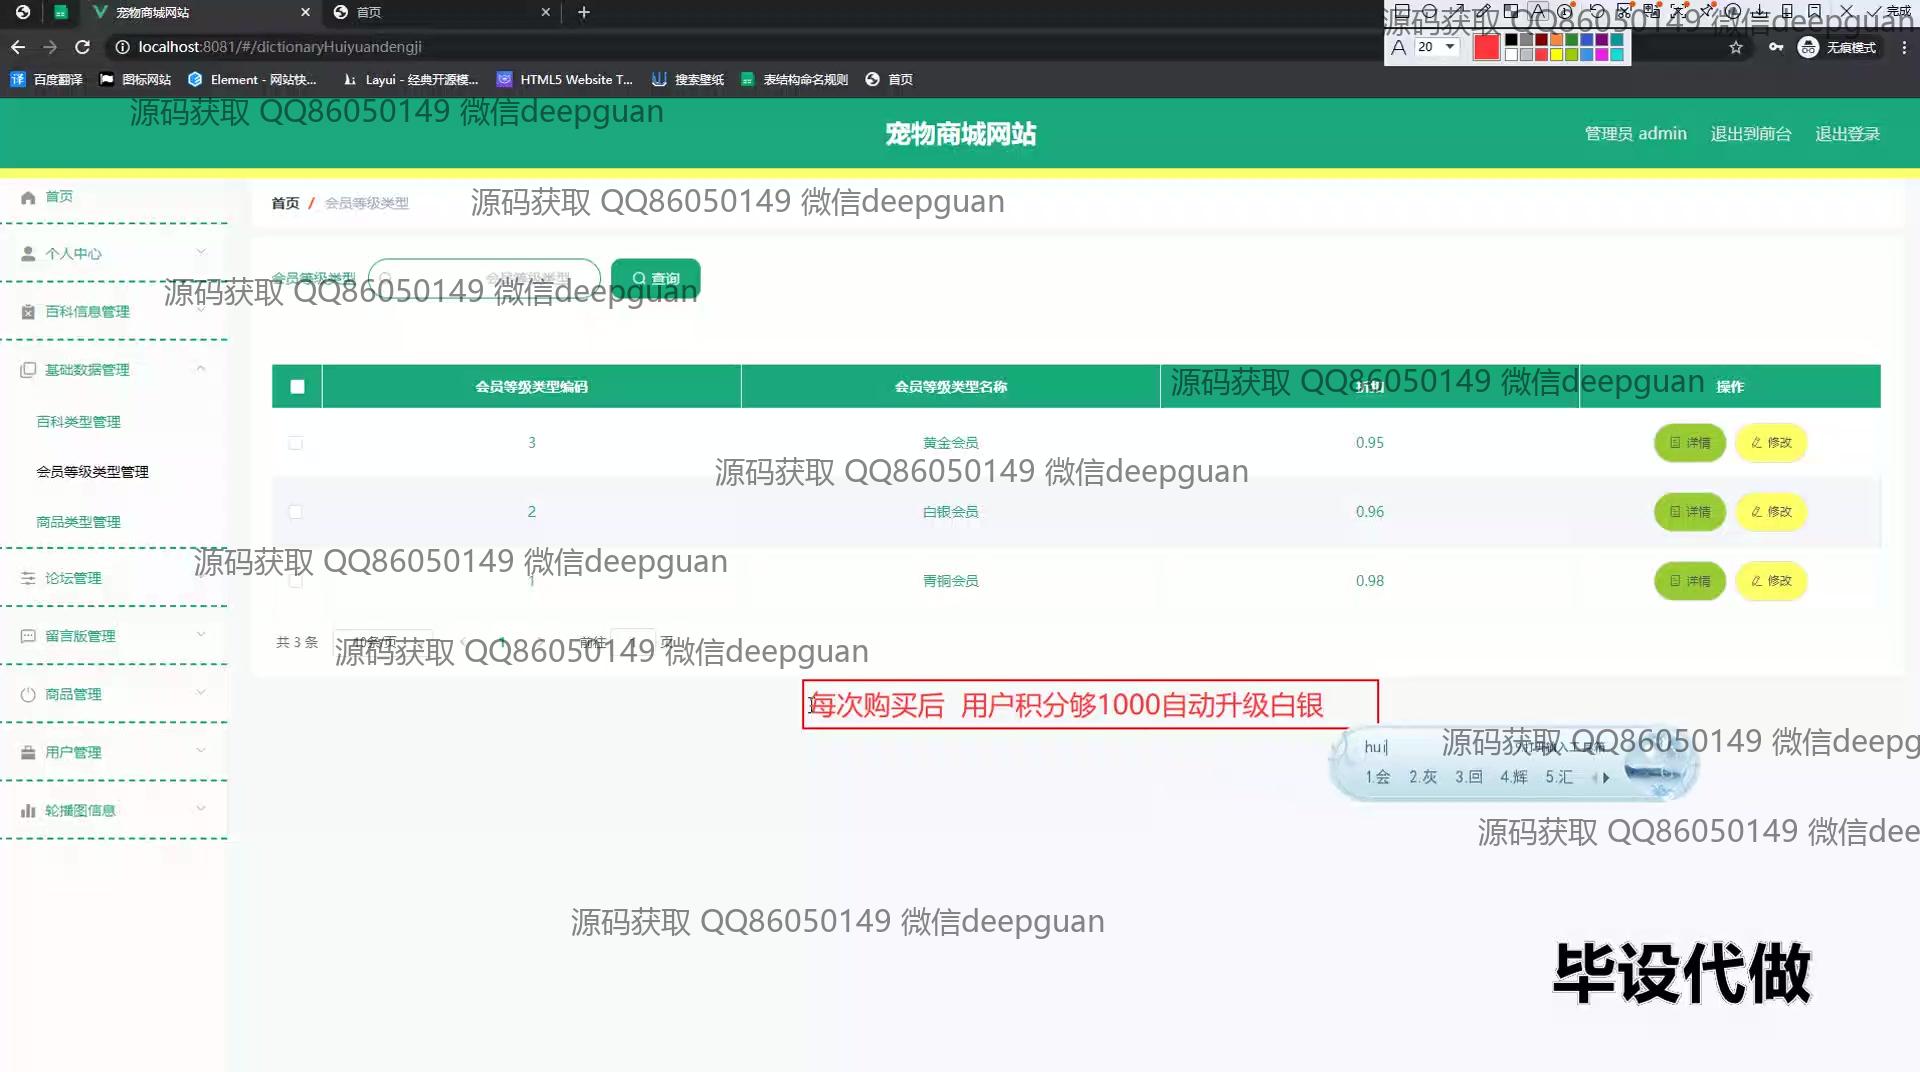 宠物商城网站
首页
完成
localhost:8081/#/dictionaryHuiyuandengji
A 20
无痕模式
百度翻译
图标网站
Element - 网站快...
Layui - 经典开源模...
HTML5 Website T...
搜索壁纸
表结构命名规则
首页
源码获取 QQ86050149 微信deepguan
源码获取 QQ86050149 微信deepguan
宠物商城网站
管理员 admin
退出到前台
退出登录
首页
个人中心
百科信息管理
基础数据管理
百科类型管理
会员等级类型管理
商品类型管理
论坛管理
留言版管理
商品管理
用户管理
轮播图信息
首页 / 会员等级类型
源码获取 QQ86050149 微信deepguan
会员等级类型
会员等级类型
查询
源码获取 QQ86050149 微信deepguan
会员等级类型编码 会员等级类型名称 折扣 操作
源码获取 QQ86050149 微信deepguan
3 黄金会员 0.95 详情 修改
源码获取 QQ86050149 微信deepguan
2 白银会员 0.96 详情 修改
源码获取 QQ86050149 微信deepguan
1 青铜会员 0.98 详情 修改
共 3 条 10条/页 1 前往 1 页
源码获取 QQ86050149 微信deepguan
每次购买后 用户积分够1000自动升级白银
hui
1.会 2.灰 3.回 4.辉 5.汇
源码获取 QQ86050149 微信deepg
源码获取 QQ86050149 微信dee
源码获取 QQ86050149 微信deepguan
毕设代做